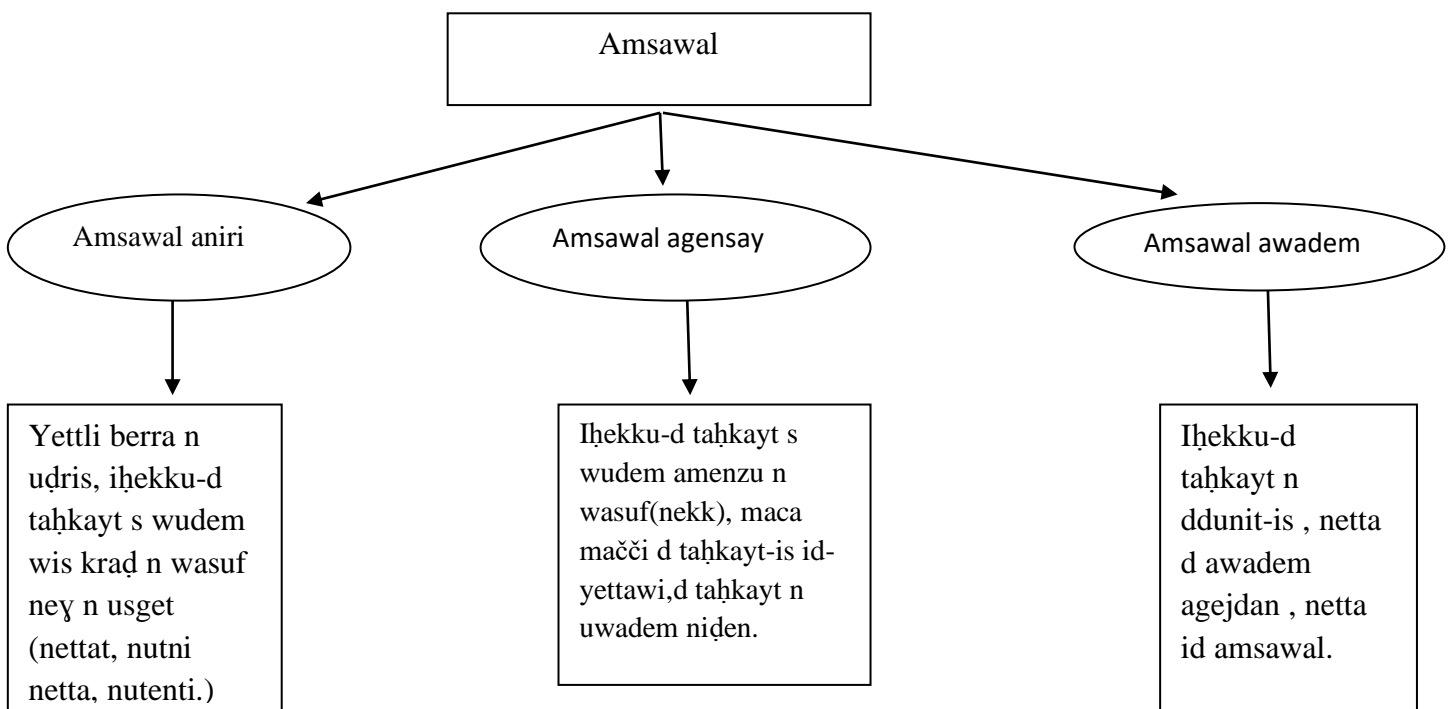 Amsawal
Amsawal aniri
Amsawal agensay
Amsawal awadem
Yettli berra n
uḍris, iḥekku-d
taḥkayt s wudem
wis kraḍ n wasuf
neɣ n usget
(nettat, nutni
netta, nutenti.)
Iḥekku-d taḥkayt s
wudem amenzu n
wasuf(nekk), maca
mačči d taḥkayt-is id-
yettawi,d taḥkayt n
uwadem niḍen.
Iḥekku-d
taḥkayt n
ddunit-is , netta
d awadem
agejdan , netta
id amsawal.